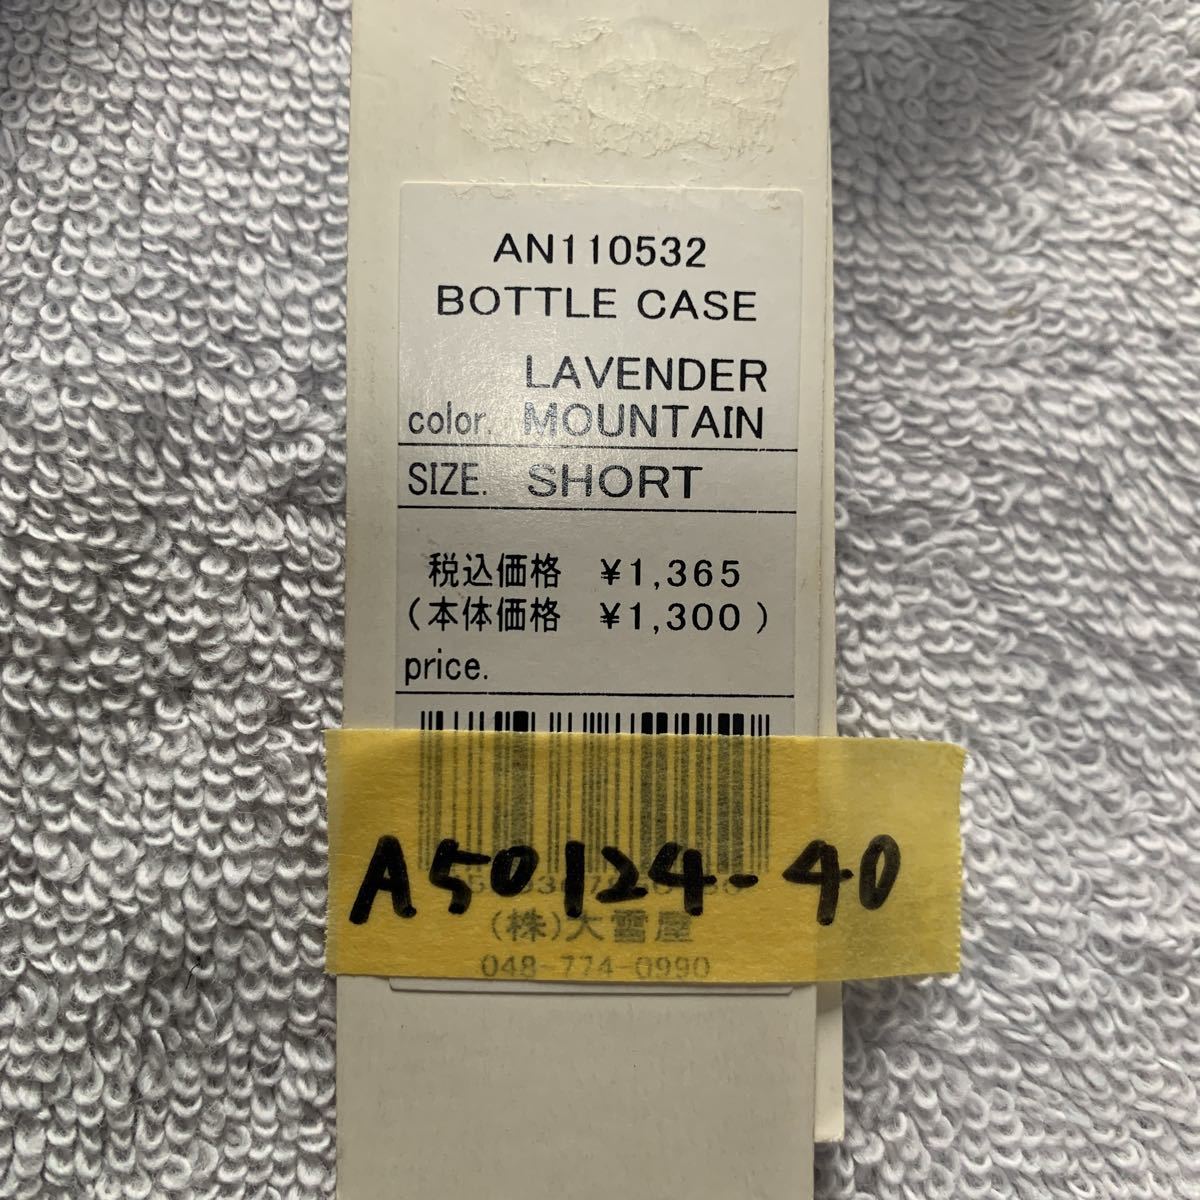 AN110532
BOTTLE CASE
LAVENDER
color. MOUNTAIN
SIZE. SHORT
税込価格 ¥1,365
(本体価格 ¥1,300 )
price.
A50124-40
(株)大雪屋
048-774-0990